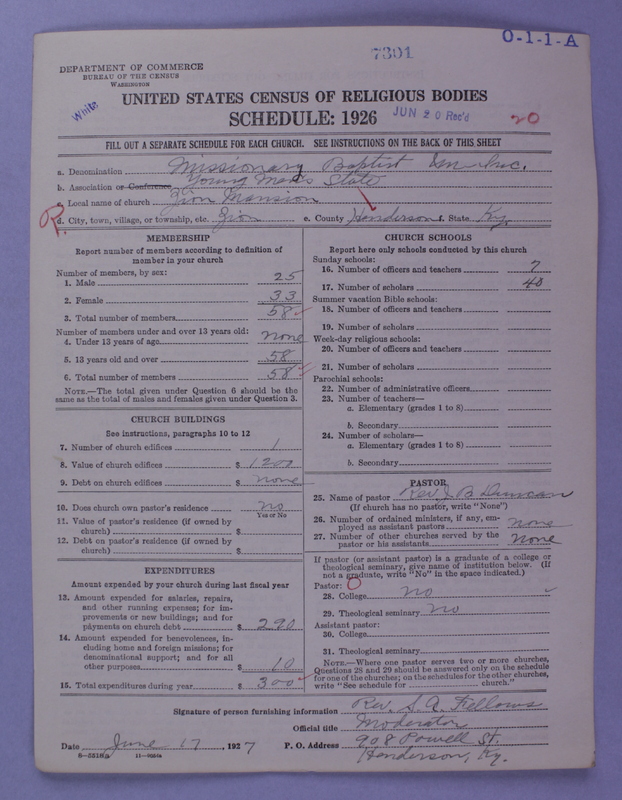 7301
O-1-1-A
DEPARTMENT OF COMMERCE
BUREAU OF THE CENSUS
WASHINGTON
White
UNITED STATES CENSUS OF RELIGIOUS BODIES
SCHEDULE: 1926
JUN 20 Rec'd
20
FILL OUT A SEPARATE SCHEDULE FOR EACH CHURCH. SEE INSTRUCTIONS ON THE BACK OF THIS SHEET
a. Denomination Missionary Baptist
b. Association or Conference Young Mens State
c. Local name of church Zion Mansion
R.
d. City, town, village, or township, etc. Zion e. County Henderson f. State Ky.
MEMBERSHIP
Report number of members according to definition of
member in your church
Number of members, by sex:
1. Male 25
2. Female 33
3. Total number of members 58
Number of members under and over 13 years old:
4. Under 13 years of age none
5. 13 years old and over 58
6. Total number of members 58
NOTE.—The total given under Question 6 should be the
same as the total of males and females given under Question 3.
CHURCH BUILDINGS
See instructions, paragraphs 10 to 12
7. Number of church edifices 1
8. Value of church edifices $ 1200
9. Debt on church edifices $ none
10. Does church own pastor's residence no
Yes or No
11. Value of pastor's residence (if owned by
church) $
12. Debt on pastor's residence (if owned by
church) $
EXPENDITURES
Amount expended by your church during last fiscal year
13. Amount expended for salaries, repairs,
and other running expenses; for im-
provements or new buildings; and for
payments on church debt $ 290
14. Amount expended for benevolences, in-
cluding home and foreign missions; for
denominational support; and for all
other purposes $ 10
15. Total expenditures during year $ 300
CHURCH SCHOOLS
Report here only schools conducted by this church
Sunday schools:
16. Number of officers and teachers 7
17. Number of scholars 40
Summer vacation Bible schools:
18. Number of officers and teachers
19. Number of scholars
Week-day religious schools:
20. Number of officers and teachers
21. Number of scholars
Parochial schools:
22. Number of administrative officers
23. Number of teachers—
a. Elementary (grades 1 to 8)
b. Secondary
24. Number of scholars—
a. Elementary (grades 1 to 8)
b. Secondary
PASTOR
25. Name of pastor Rev. J. B. Duncan
(If church has no pastor, write "None")
26. Number of ordained ministers, if any, em-
ployed as assistant pastors none
27. Number of other churches served by the
pastor or his assistants none
If pastor (or assistant pastor) is a graduate of a college or
theological seminary, give name of institution below. (If
not a graduate, write "No" in the space indicated.)
Pastor: O
28. College no
29. Theological seminary no
Assistant pastor:
30. College
31. Theological seminary
NOTE.—Where one pastor serves two or more churches,
Questions 28 and 29 should be answered only on the schedule
for one of the churches; on the schedules for the other churches,
write "See schedule for church."
Signature of person furnishing information Rev. S. A. Fellows
Official title Moderator
Date June 17, 1927 P. O. Address 908 Powell St.
Henderson, Ky.